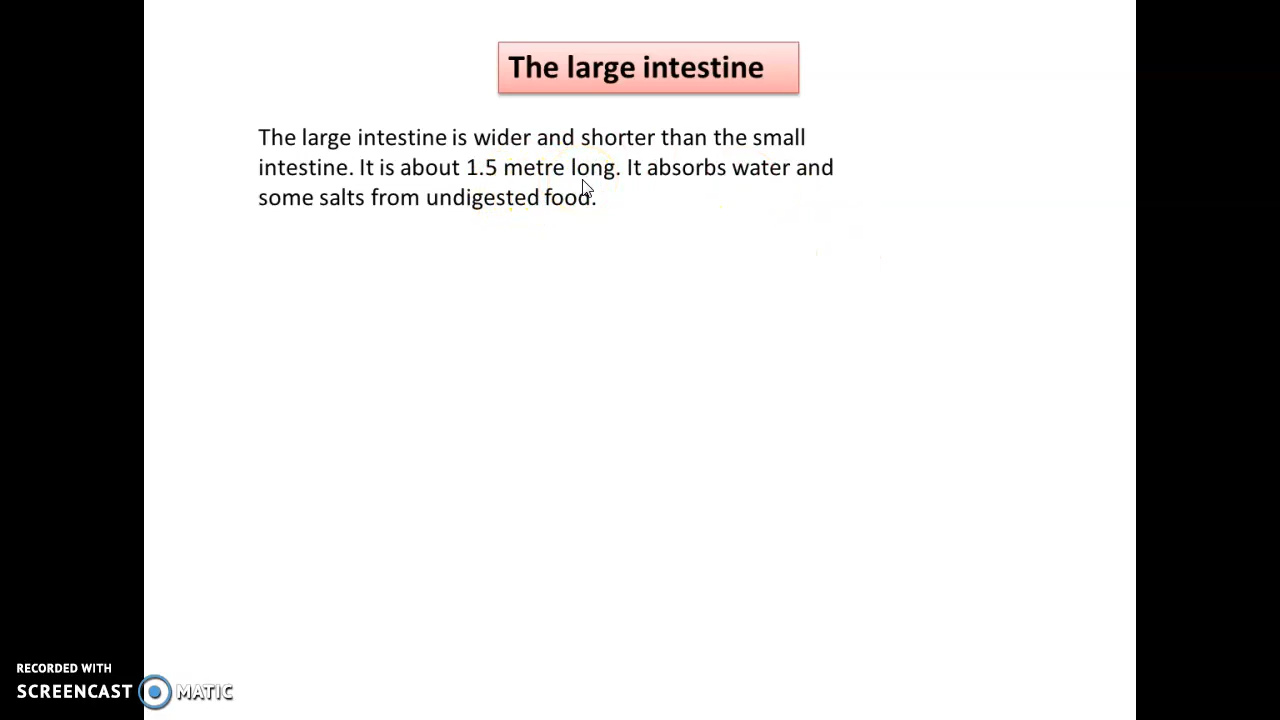 The large intestine
The large intestine is wider and shorter than the small
intestine. It is about 1.5 metre long. It absorbs water and
some salts from undigested food.
RECORDED WITH
SCREENCAST MATIC